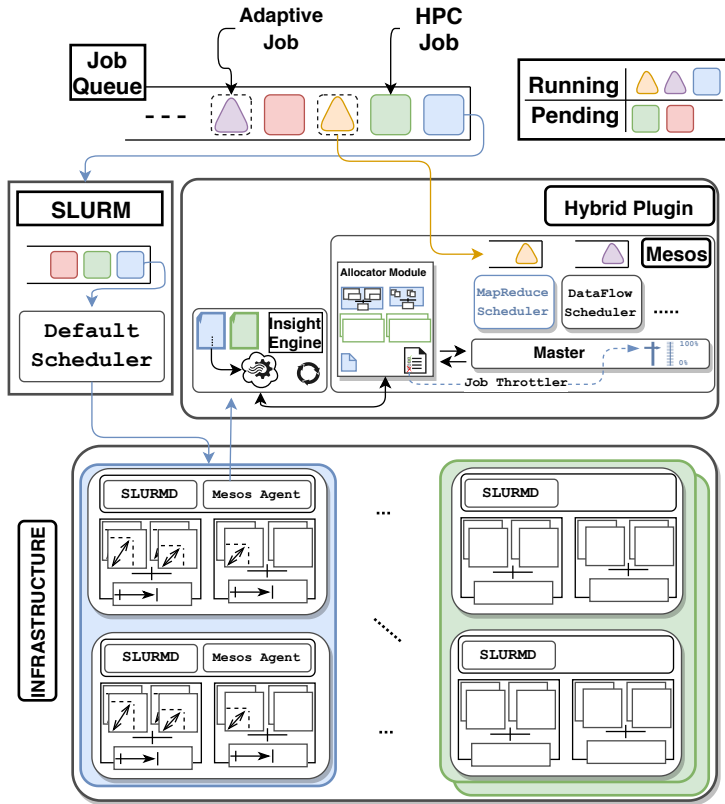 Adaptive
Job
HPC
Job
Job
Queue
Running
Pending
SLURM
Default
Scheduler
Hybrid Plugin
Mesos
Allocator Module
MapReduce
Scheduler
DataFlow
Scheduler
.....
Insight
Engine
Master
100%
0%
Job Throttler
INFRASTRUCTURE
SLURMD
Mesos Agent
...
SLURMD
SLURMD
Mesos Agent
...
SLURMD